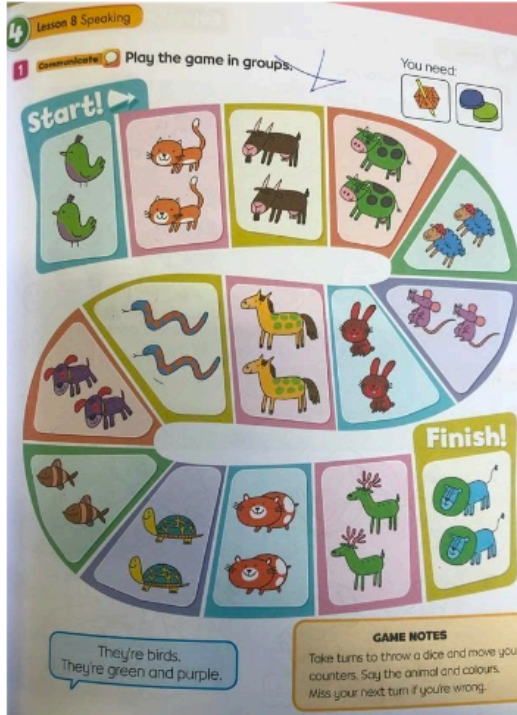 4
Lesson 8 Speaking
1 Communicate Play the game in groups.
You need:
Start!
Finish!
They're birds.
They're green and purple.
GAME NOTES
Take turns to throw a dice and move you
counters. Say the animal and colours.
Miss your next turn if you're wrong.